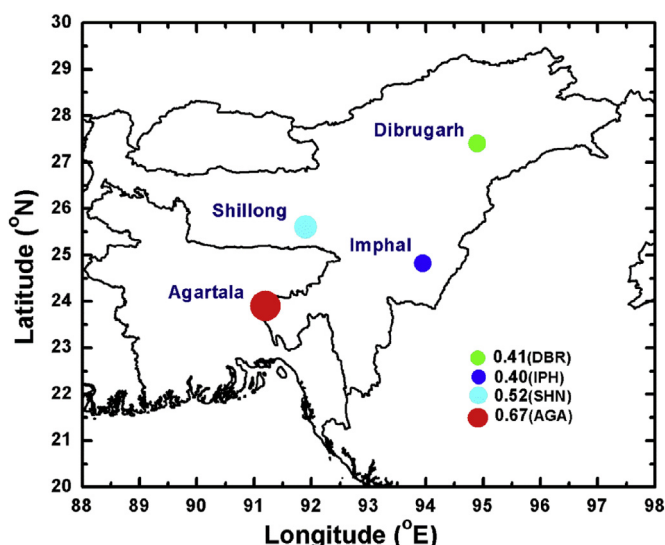 30
29
28
27
26
25
24
23
22
21
20
Latitude (°N)
Dibrugarh
Shillong
Imphal
Agartala
0.41(DBR)
0.40(IPH)
0.52(SHN)
0.67(AGA)
88 89 90 91 92 93 94 95 96 97 98
Longitude (°E)